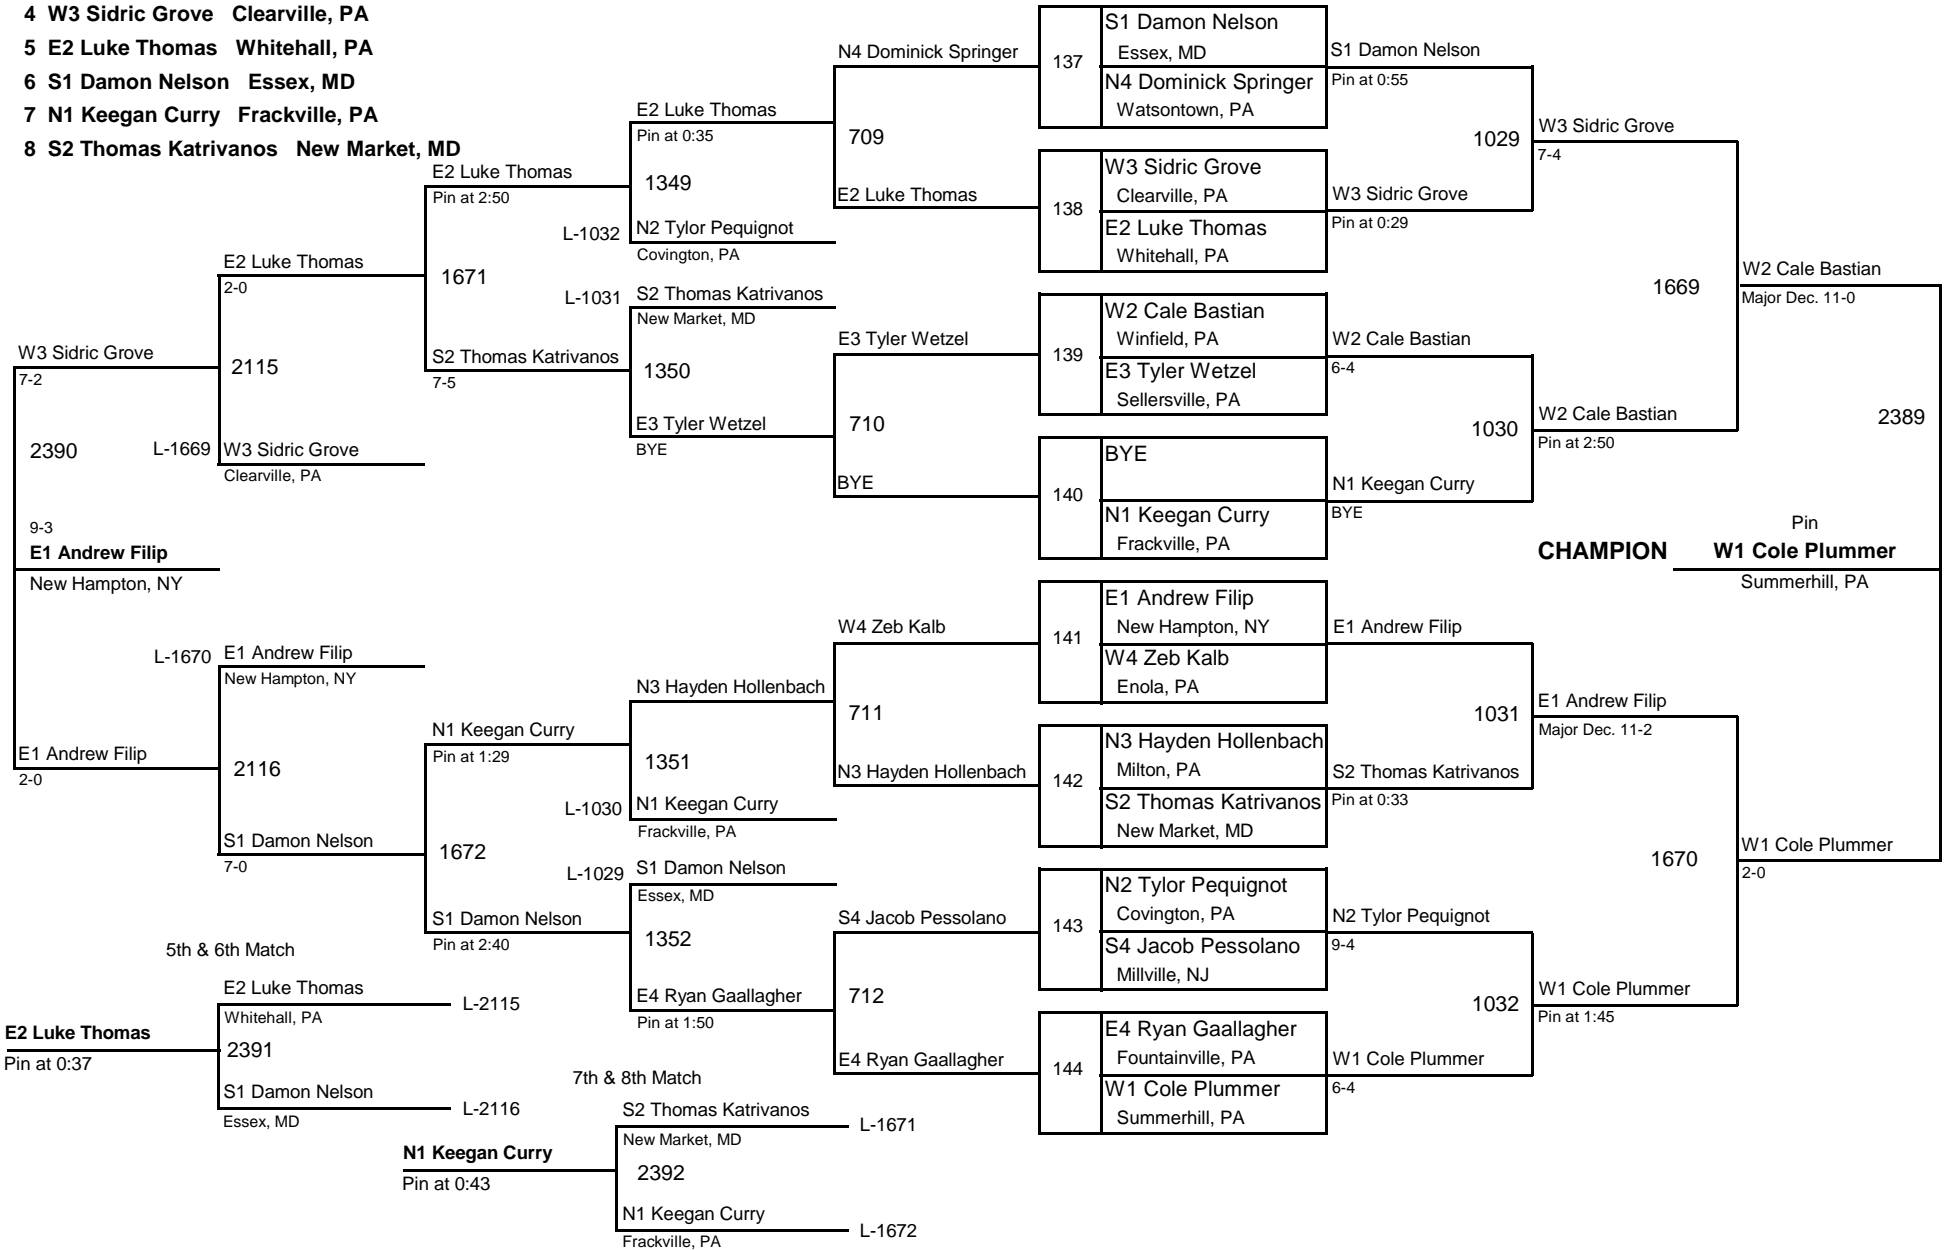 4 W3 Sidric Grove Clearville, PA
5 E2 Luke Thomas Whitehall, PA
6 S1 Damon Nelson Essex, MD
7 N1 Keegan Curry Frackville, PA
8 S2 Thomas Katrivanos New Market, MD
W3 Sidric Grove
7-2
2390
9-3
E1 Andrew Filip
New Hampton, NY
E1 Andrew Filip
2-0
E2 Luke Thomas
2-0
2115
L-1669
W3 Sidric Grove
Clearville, PA
L-1670
E1 Andrew Filip
New Hampton, NY
2116
S1 Damon Nelson
7-0
E2 Luke Thomas
Pin at 2:50
1671
S2 Thomas Katrivanos
7-5
N1 Keegan Curry
Pin at 1:29
1672
S1 Damon Nelson
Pin at 2:40
E2 Luke Thomas
Pin at 0:35
1349
L-1032
N2 Tylor Pequignot
Covington, PA
L-1031
S2 Thomas Katrivanos
New Market, MD
1350
E3 Tyler Wetzel
BYE
N3 Hayden Hollenbach
1351
L-1030
N1 Keegan Curry
Frackville, PA
L-1029
S1 Damon Nelson
Essex, MD
1352
E4 Ryan Gaallagher
Pin at 1:50
N4 Dominick Springer
709
E2 Luke Thomas
E3 Tyler Wetzel
710
BYE
W4 Zeb Kalb
711
N3 Hayden Hollenbach
S4 Jacob Pessolano
712
E4 Ryan Gaallagher
137
S1 Damon Nelson
Essex, MD
N4 Dominick Springer
Watsontown, PA
138
W3 Sidric Grove
Clearville, PA
E2 Luke Thomas
Whitehall, PA
139
W2 Cale Bastian
Winfield, PA
E3 Tyler Wetzel
Sellersville, PA
140
BYE
N1 Keegan Curry
Frackville, PA
141
E1 Andrew Filip
New Hampton, NY
W4 Zeb Kalb
Enola, PA
142
N3 Hayden Hollenbach
Milton, PA
S2 Thomas Katrivanos
New Market, MD
143
N2 Tylor Pequignot
Covington, PA
S4 Jacob Pessolano
Millville, NJ
144
E4 Ryan Gaallagher
Fountainville, PA
W1 Cole Plummer
Summerhill, PA
S1 Damon Nelson
Pin at 0:55
1029
W3 Sidric Grove
Pin at 0:29
W2 Cale Bastian
6-4
1030
N1 Keegan Curry
BYE
E1 Andrew Filip
1031
S2 Thomas Katrivanos
Pin at 0:33
N2 Tylor Pequignot
9-4
1032
W1 Cole Plummer
6-4
W3 Sidric Grove
7-4
1669
W2 Cale Bastian
Pin at 2:50
E1 Andrew Filip
Major Dec. 11-2
1670
W1 Cole Plummer
Pin at 1:45
W2 Cale Bastian
Major Dec. 11-0
2389
Pin
CHAMPION W1 Cole Plummer
Summerhill, PA
W1 Cole Plummer
2-0
5th & 6th Match
E2 Luke Thomas
L-2115
Whitehall, PA
E2 Luke Thomas
2391
Pin at 0:37
S1 Damon Nelson
L-2116
Essex, MD
7th & 8th Match
S2 Thomas Katrivanos
L-1671
New Market, MD
N1 Keegan Curry
2392
Pin at 0:43
N1 Keegan Curry
L-1672
Frackville, PA